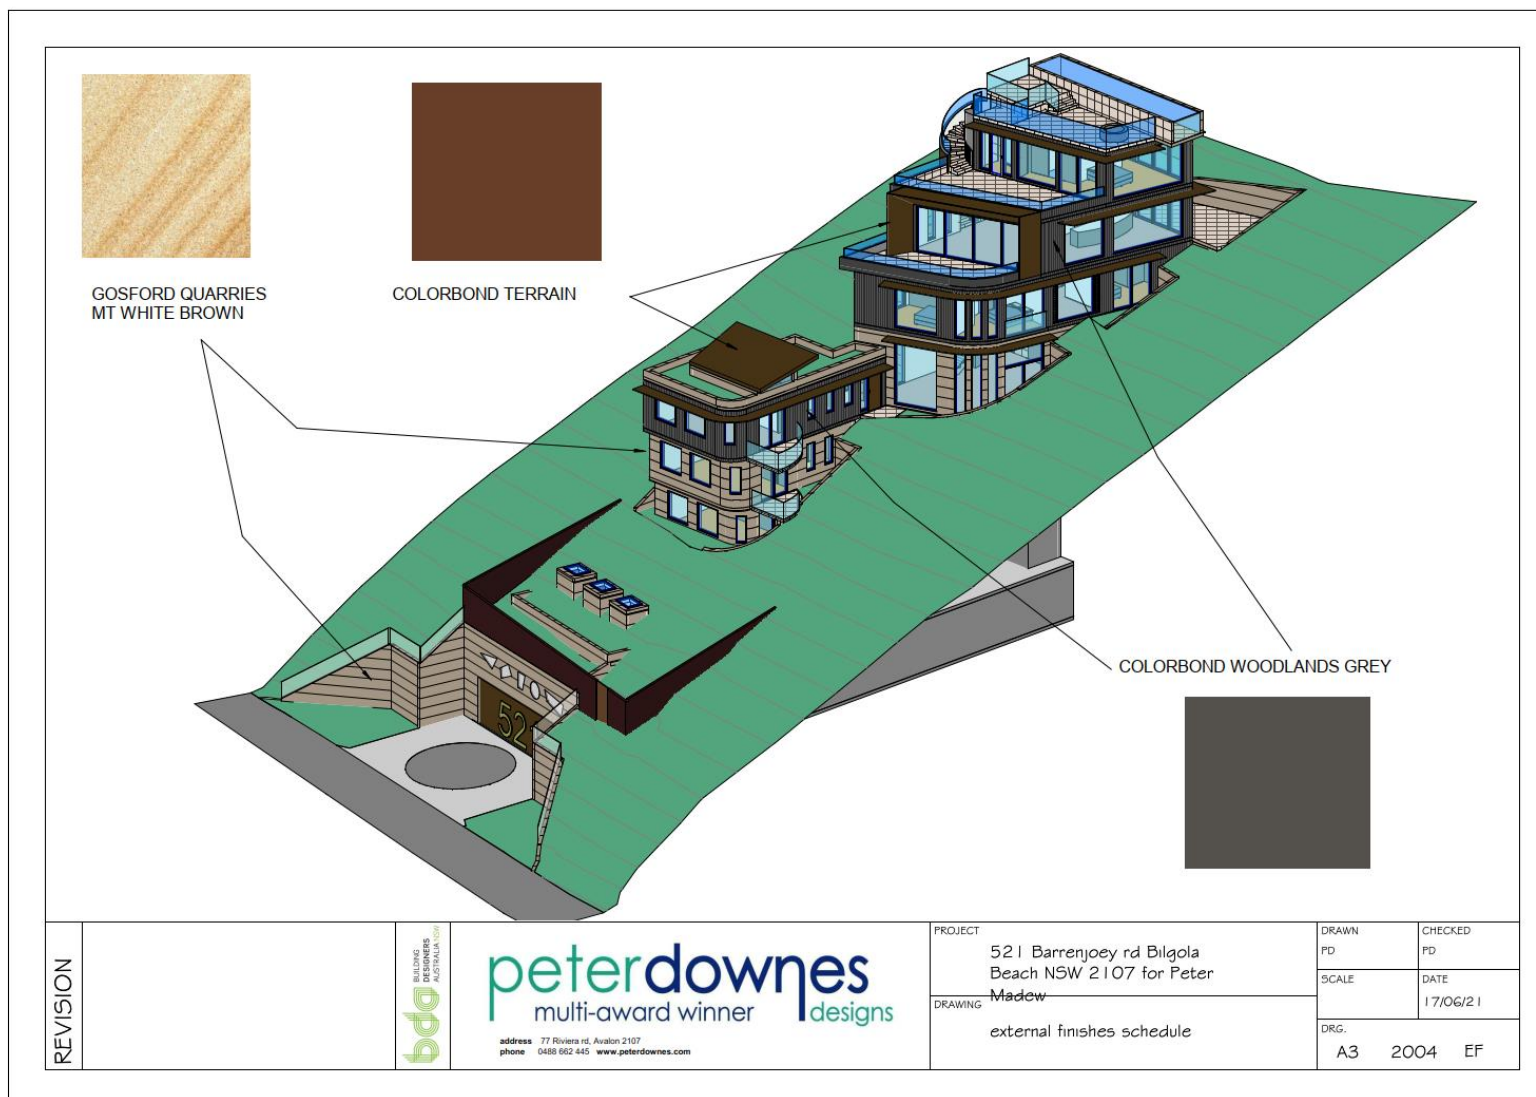 GOSFORD QUARRIES
MT WHITE BROWN
COLORBOND TERRAIN
COLORBOND WOODLANDS GREY
52
REVISION
bda
BUILDING
DESIGNERS
AUSTRALIA NSW
peterdownes
multi-award winner designs
address 77 Riviera rd, Avalon 2107
phone 0488 662 445 www.peterdownes.com
PROJECT
521 Barrenjoey rd Bilgola
Beach NSW 2107 for Peter
Madew
DRAWING
external finishes schedule
DRAWN
PD
CHECKED
PD
SCALE
DATE
17/06/21
DRG.
A3 2004 EF